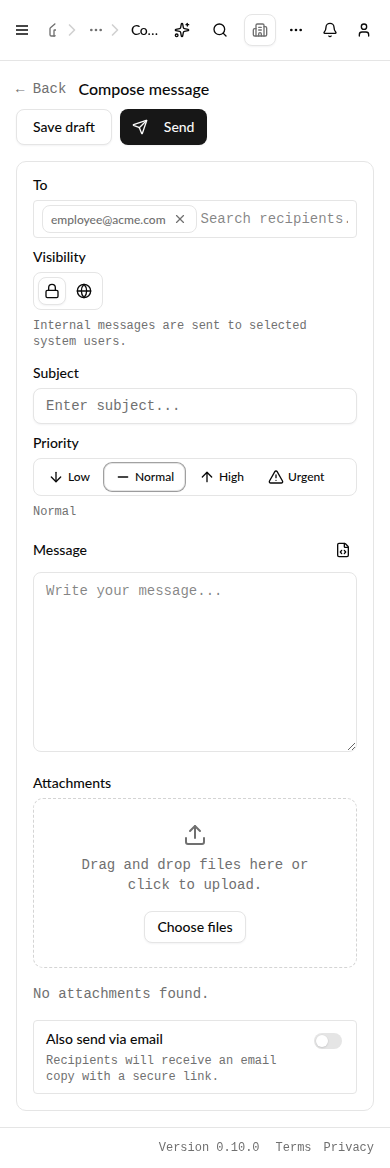 Co...
← Back Compose message
Save draft Send
To
employee@acme.com Search recipients.
Visibility
Internal messages are sent to selected
system users.
Subject
Enter subject...
Priority
Low Normal High Urgent
Normal
Message
Write your message...
Attachments
Drag and drop files here or
click to upload.
Choose files
No attachments found.
Also send via email
Recipients will receive an email
copy with a secure link.
Version 0.10.0 Terms Privacy